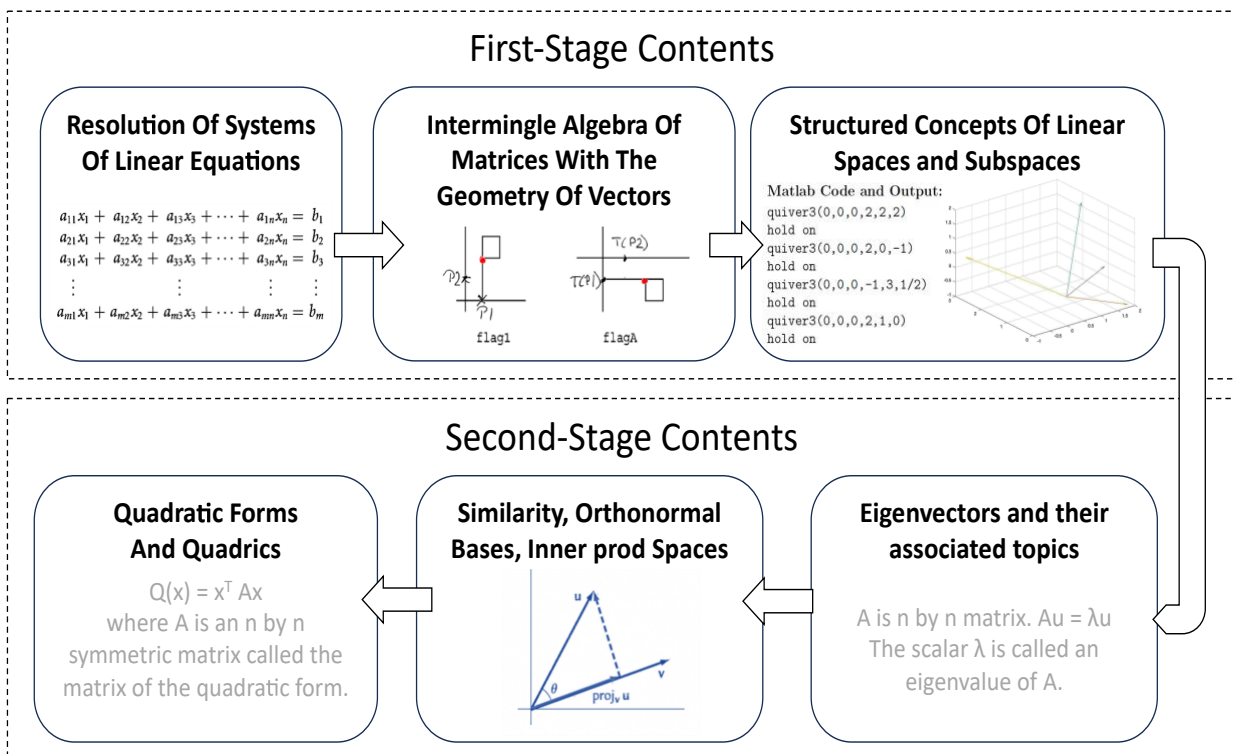 First-Stage Contents
Resolution Of Systems
Of Linear Equations
a₁₁x₁ + a₁₂x₂ + a₁₃x₃ + ⋯ + a₁ₙxₙ = b₁
a₂₁x₁ + a₂₂x₂ + a₂₃x₃ + ⋯ + a₂ₙxₙ = b₂
a₃₁x₁ + a₃₂x₂ + a₃₃x₃ + ⋯ + a₃ₙxₙ = b₃
⋮ ⋮ ⋮ ⋮
aₘ₁x₁ + aₘ₂x₂ + aₘ₃x₃ + ⋯ + aₘₙxₙ = bₘ
Intermingle Algebra Of
Matrices With The
Geometry Of Vectors
P2
P1
flag1
T(P2)
T(P1)
flagA
Structured Concepts Of Linear
Spaces and Subspaces
Matlab Code and Output:
quiver3(0,0,0,2,2,2)
hold on
quiver3(0,0,0,2,0,-1)
hold on
quiver3(0,0,0,-1,3,1/2)
hold on
quiver3(0,0,0,2,1,0)
hold on
Second-Stage Contents
Quadratic Forms
And Quadrics
Q(x) = xᵀ Ax
where A is an n by n
symmetric matrix called the
matrix of the quadratic form.
Similarity, Orthonormal
Bases, Inner prod Spaces
u
v
θ
projᵥ u
Eigenvectors and their
associated topics
A is n by n matrix. Au = λu
The scalar λ is called an
eigenvalue of A.